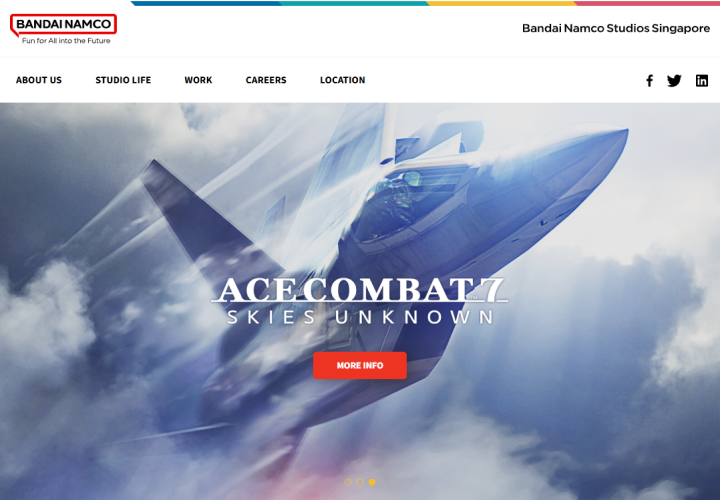 BANDAI NAMCO
Fun for All into the Future
Bandai Namco Studios Singapore
ABOUT US STUDIO LIFE WORK CAREERS LOCATION
ACE COMBAT 7
SKIES UNKNOWN
MORE INFO